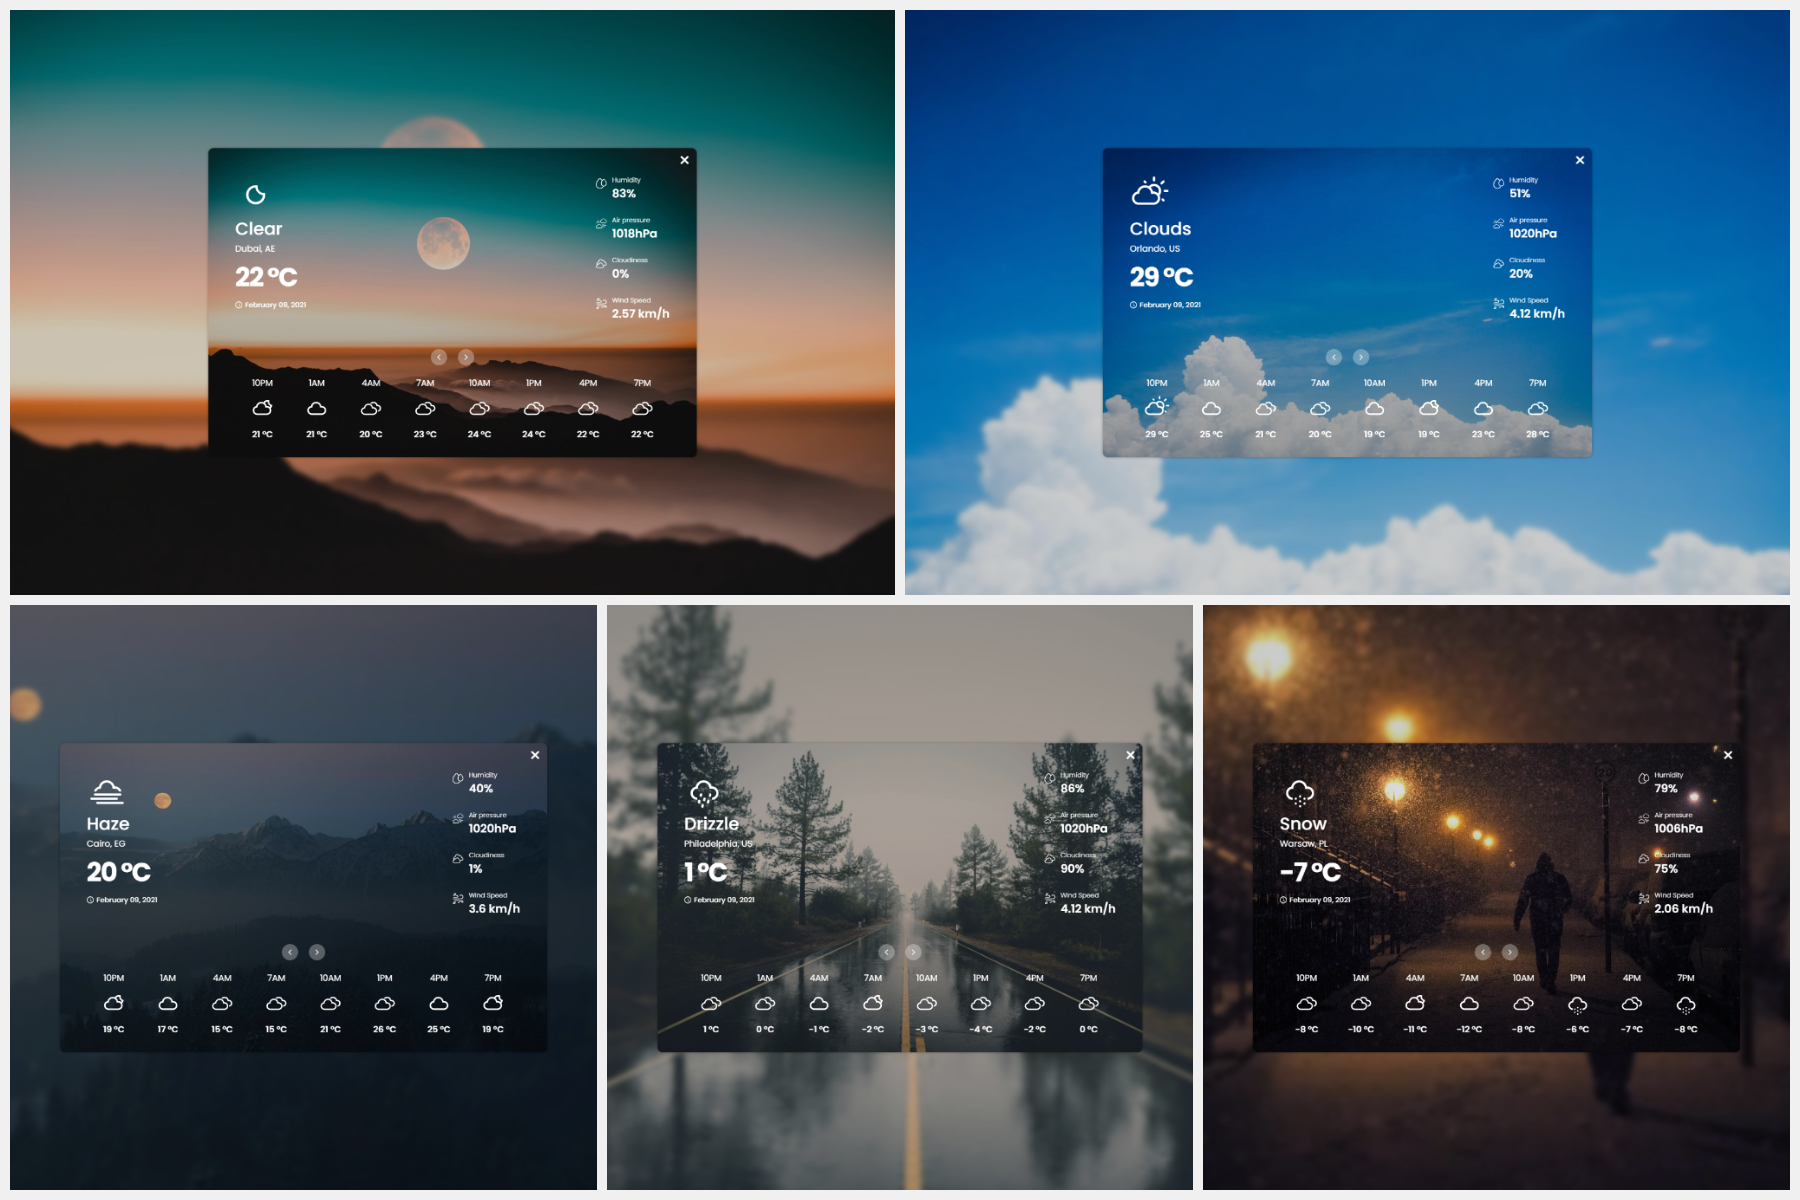 ×
Clear
Dubai, AE
22 °C
February 09, 2021
Humidity
83%
Air pressure
1018hPa
Cloudiness
0%
Wind Speed
2.57 km/h
10PM 1AM 4AM 7AM 10AM 1PM 4PM 7PM
21 °C 21 °C 20 °C 23 °C 24 °C 24 °C 22 °C 22 °C
×
Clouds
Orlando, US
29 °C
February 09, 2021
Humidity
51%
Air pressure
1020hPa
Cloudiness
20%
Wind Speed
4.12 km/h
10PM 1AM 4AM 7AM 10AM 1PM 4PM 7PM
29 °C 25 °C 21 °C 20 °C 19 °C 19 °C 23 °C 28 °C
×
Haze
Cairo, EG
20 °C
February 09, 2021
Humidity
40%
Air pressure
1020hPa
Cloudiness
1%
Wind Speed
3.6 km/h
10PM 1AM 4AM 7AM 10AM 1PM 4PM 7PM
19 °C 17 °C 15 °C 15 °C 21 °C 26 °C 25 °C 19 °C
×
Drizzle
Philadelphia, US
1 °C
February 09, 2021
Humidity
86%
Air pressure
1020hPa
Cloudiness
90%
Wind Speed
4.12 km/h
10PM 1AM 4AM 7AM 10AM 1PM 4PM 7PM
1 °C 0 °C -1 °C -2 °C -3 °C -4 °C -2 °C 0 °C
×
Snow
Warsaw, PL
-7 °C
February 09, 2021
Humidity
79%
Air pressure
1006hPa
Cloudiness
75%
Wind Speed
2.06 km/h
10PM 1AM 4AM 7AM 10AM 1PM 4PM 7PM
-8 °C -10 °C -11 °C -12 °C -8 °C -6 °C -7 °C -8 °C